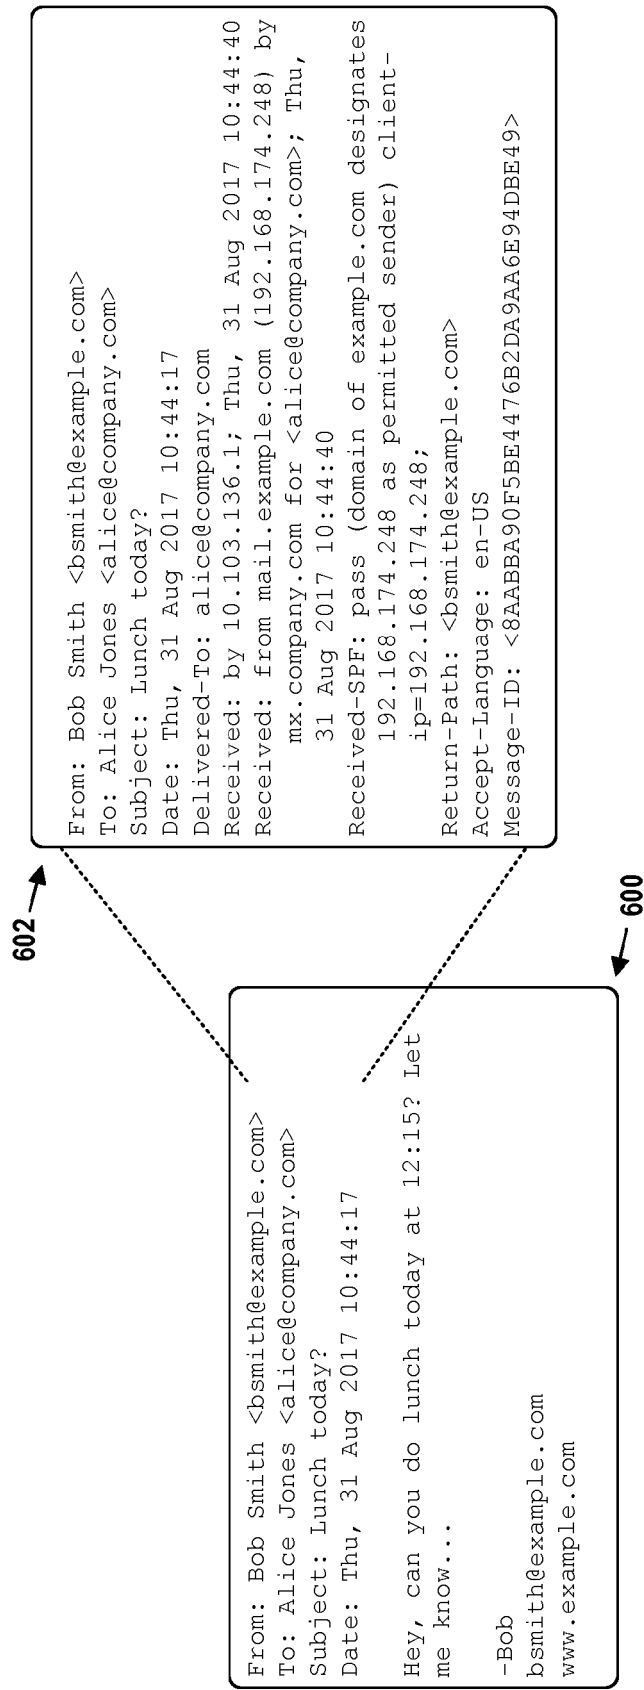 602
From: Bob Smith <bsmith@example.com>
To: Alice Jones <alice@company.com>
Subject: Lunch today?
Date: Thu, 31 Aug 2017 10:44:17
Delivered-To: alice@company.com
Received: by 10.103.136.1; Thu, 31 Aug 2017 10:44:40
Received: from mail.example.com (192.168.174.248) by
mx.company.com for <alice@company.com>; Thu,
31 Aug 2017 10:44:40
Received-SPF: pass (domain of example.com designates
192.168.174.248 as permitted sender) client-
ip=192.168.174.248;
Return-Path: <bsmith@example.com>
Accept-Language: en-US
Message-ID: <8AABBA90F5BE4476B2DA9AA6E94DBE49>
From: Bob Smith <bsmith@example.com>
To: Alice Jones <alice@company.com>
Subject: Lunch today?
Date: Thu, 31 Aug 2017 10:44:17
Hey, can you do lunch today at 12:15? Let
me know...
-Bob
bsmith@example.com
www.example.com
600